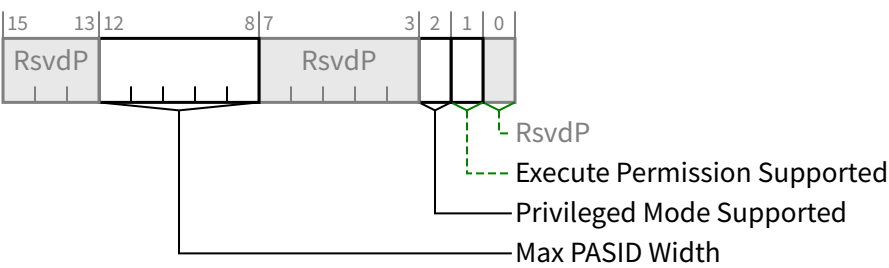 15 13 12 8 7 3 2 1 0
RsvdP RsvdP
RsvdP
Execute Permission Supported
Privileged Mode Supported
Max PASID Width